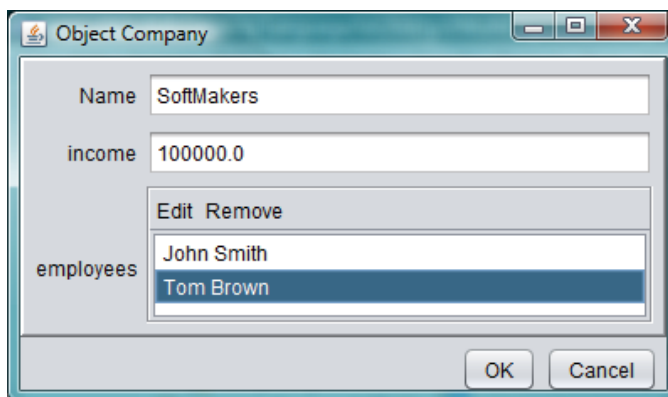 Object Company
Name SoftMakers
income 100000.0
Edit Remove
employees
John Smith
Tom Brown
OK Cancel